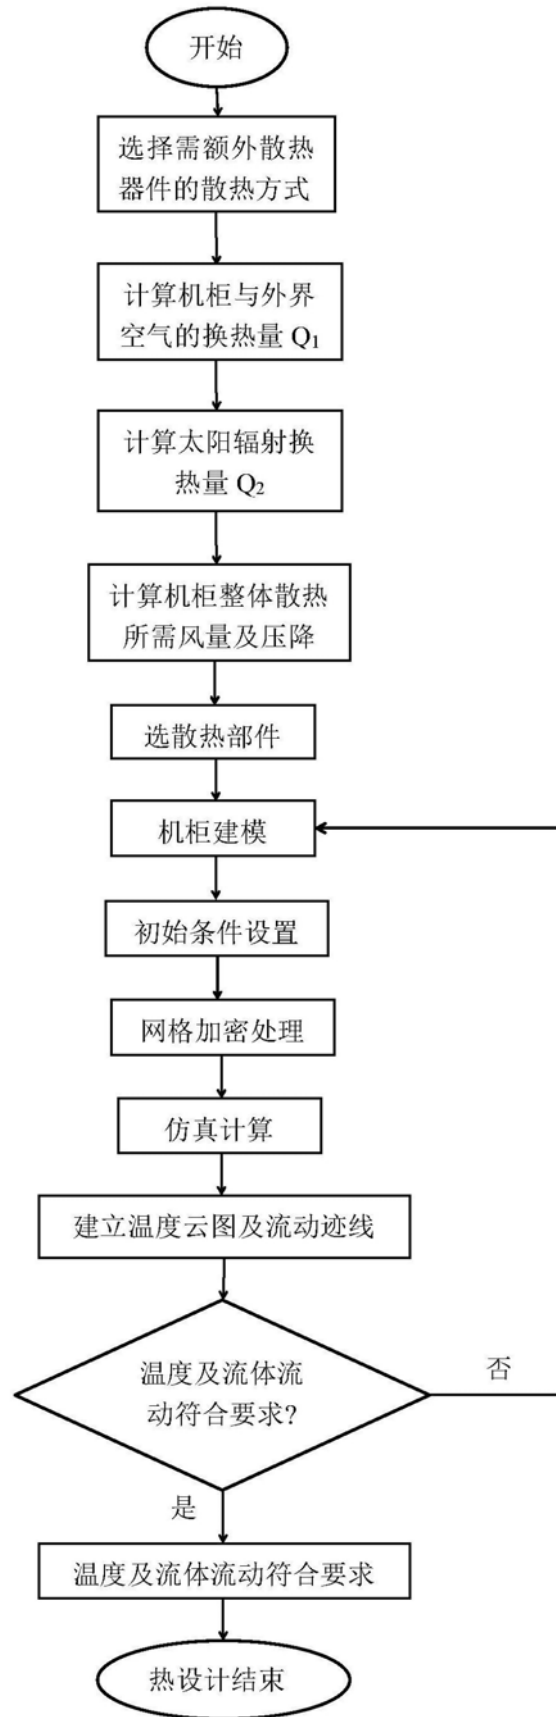 开始
选择需额外散热
器件的散热方式
计算机柜与外界
空气的换热量 Q₁
计算太阳辐射换
热量 Q₂
计算机柜整体散热
所需风量及压降
选散热部件
机柜建模
初始条件设置
网格加密处理
仿真计算
建立温度云图及流动迹线
温度及流体流
动符合要求?
否
是
温度及流体流动符合要求
热设计结束